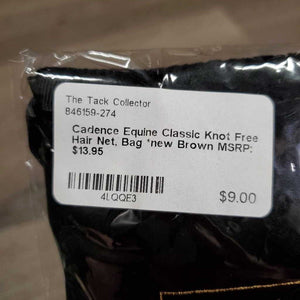 The Tack Collector
846159-274
Cadence Equine Classic Knot Free
Hair Net, Bag *new Brown MSRP:
$13.95
4LQQE3
$9.00